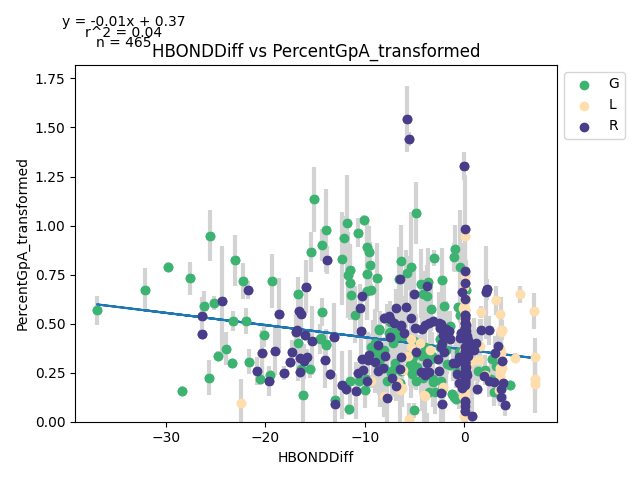 y = -0.01x + 0.37
r^2 = 0.04
n = 465
HBONDDiff vs PercentGpA_transformed
G
L
R
1.75
1.50
1.25
1.00
0.75
0.50
0.25
0.00
PercentGpA_transformed
−30
−20
−10
0
HBONDDiff